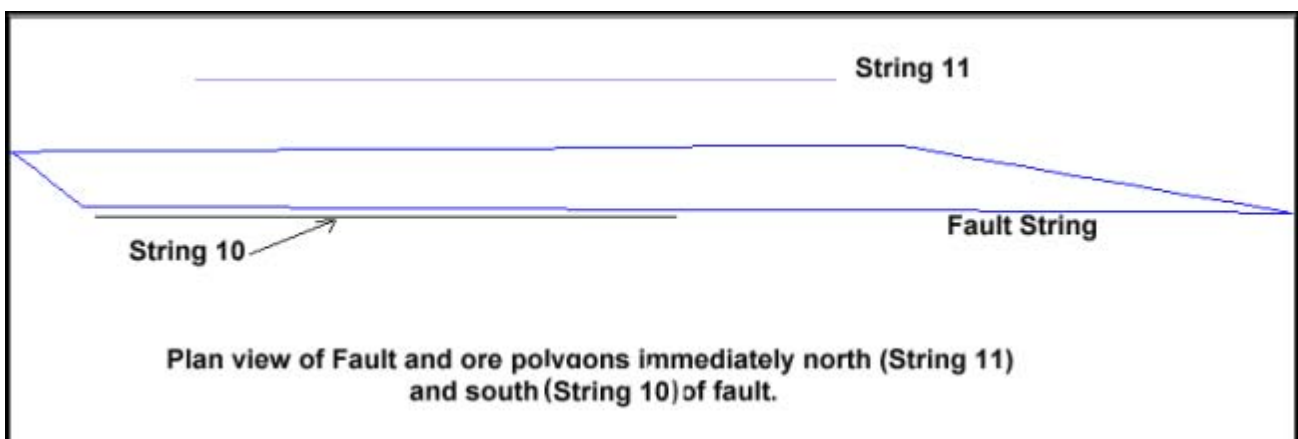 String 11
Fault String
String 10
Plan view of Fault and ore polygons immediately north (String 11)
and south (String 10) of fault.